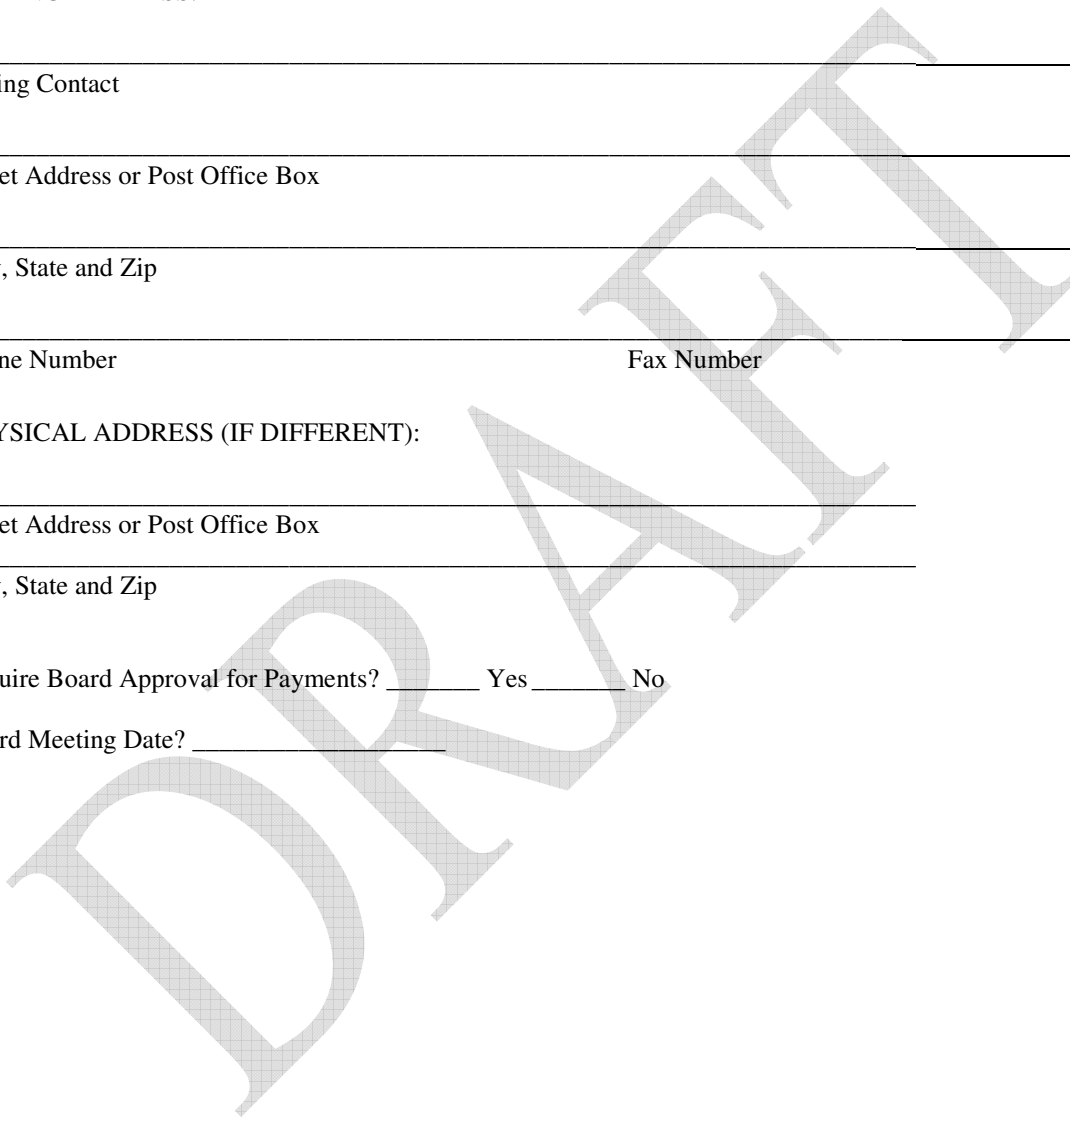 ing Contact
et Address or Post Office Box
, State and Zip
ne Number Fax Number
YSICAL ADDRESS (IF DIFFERENT):
et Address or Post Office Box
, State and Zip
uire Board Approval for Payments? _______ Yes _______ No
rd Meeting Date? ___________________
DRAFT